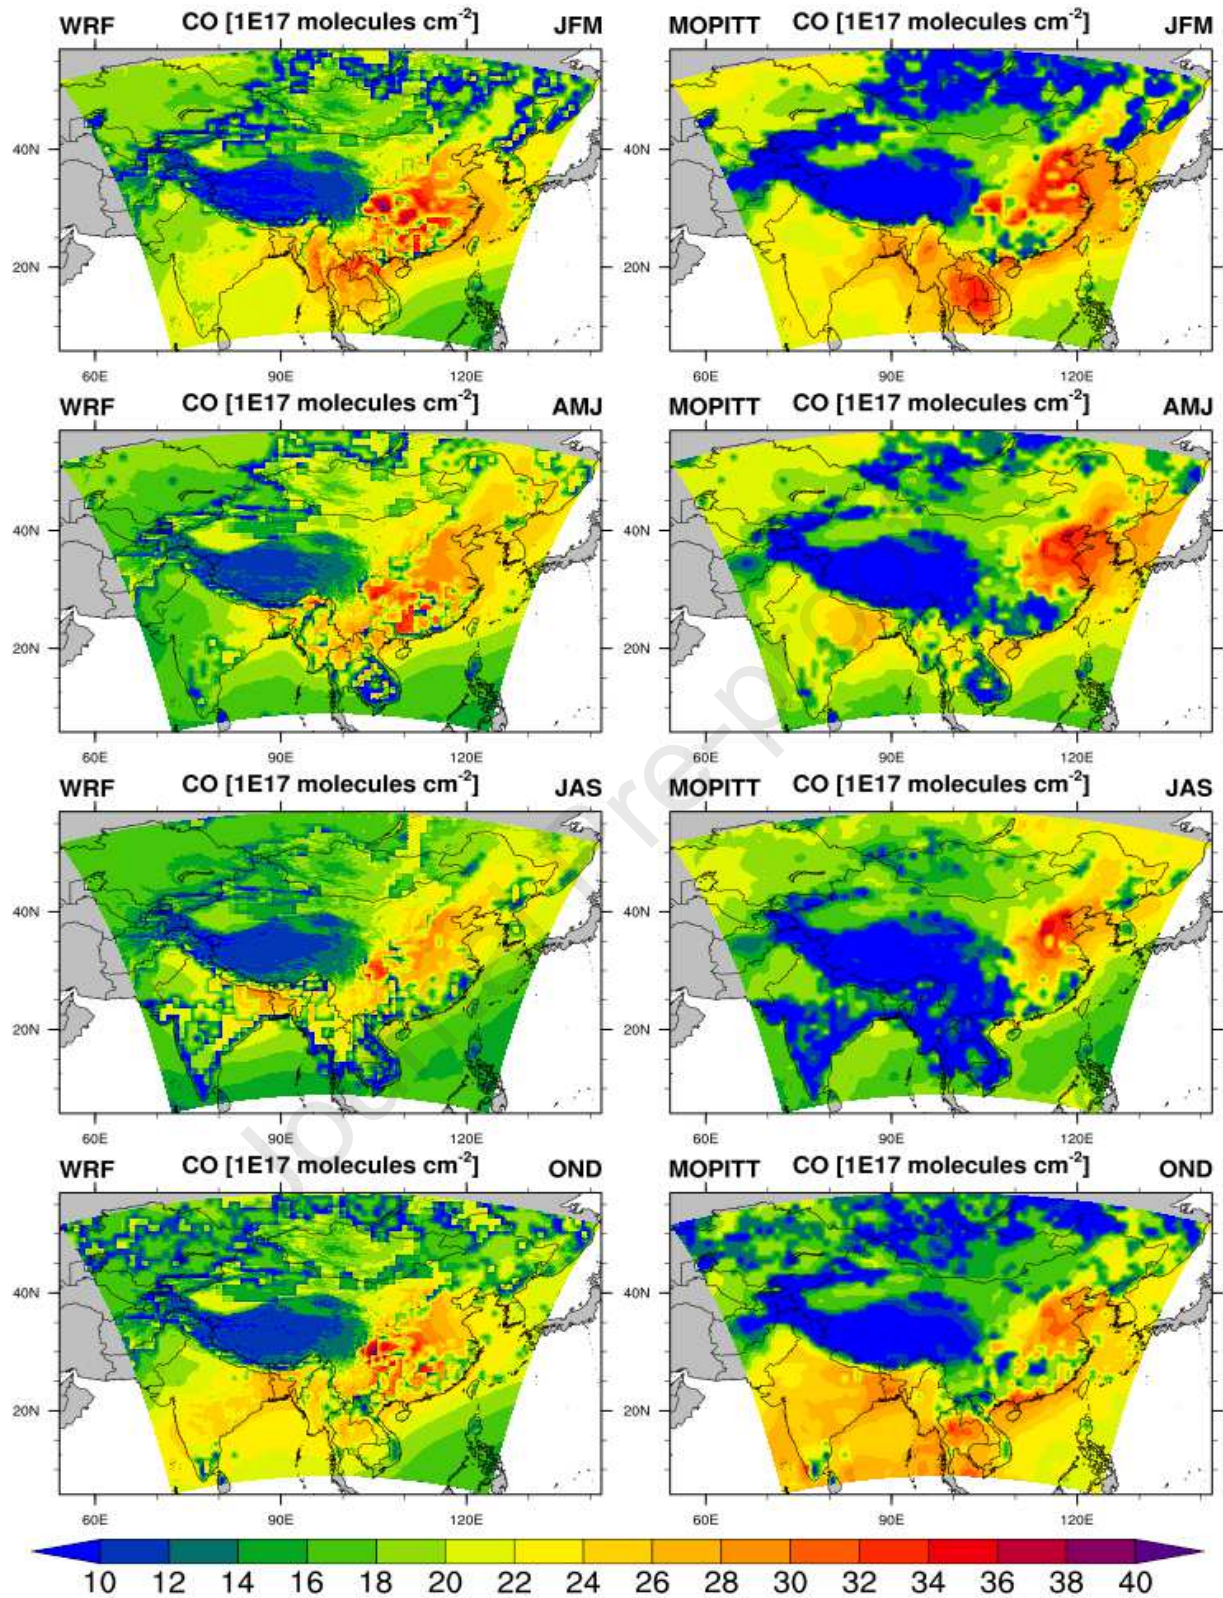 WRF CO [1E17 molecules cm-2] JFM MOPITT CO [1E17 molecules cm-2] JFM
40N 40N
20N 20N
60E 90E 120E 60E 90E 120E
WRF CO [1E17 molecules cm-2] AMJ MOPITT CO [1E17 molecules cm-2] AMJ
40N 40N
20N 20N
60E 90E 120E 60E 90E 120E
WRF CO [1E17 molecules cm-2] JAS MOPITT CO [1E17 molecules cm-2] JAS
40N 40N
20N 20N
60E 90E 120E 60E 90E 120E
WRF CO [1E17 molecules cm-2] OND MOPITT CO [1E17 molecules cm-2] OND
40N 40N
20N 20N
60E 90E 120E 60E 90E 120E
10 12 14 16 18 20 22 24 26 28 30 32 34 36 38 40